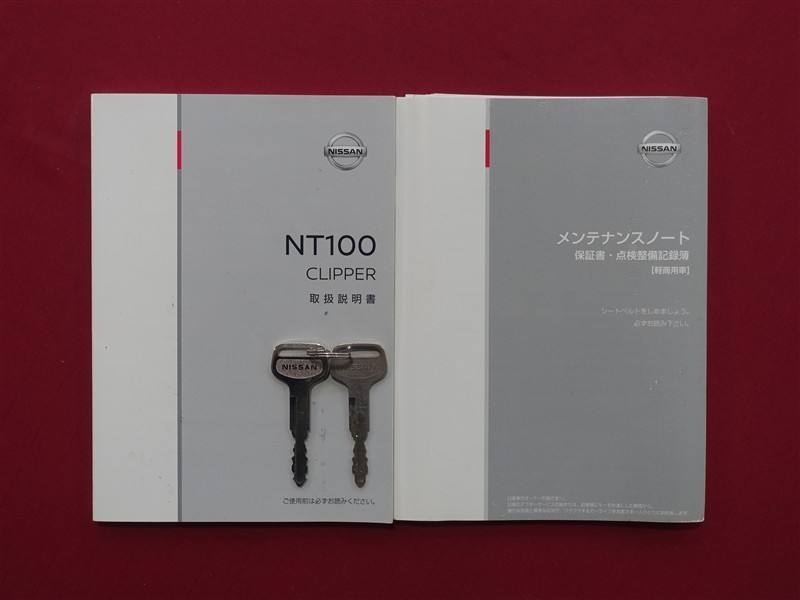 NISSAN
NT100
CLIPPER
取扱説明書
NISSAN
NISSAN
ご使用前は必ずお読みください。
NISSAN
メンテナンスノート
保証書・点検整備記録簿
【軽商用車】
シートベルトをしめましょう。
必ずお読み下さい。